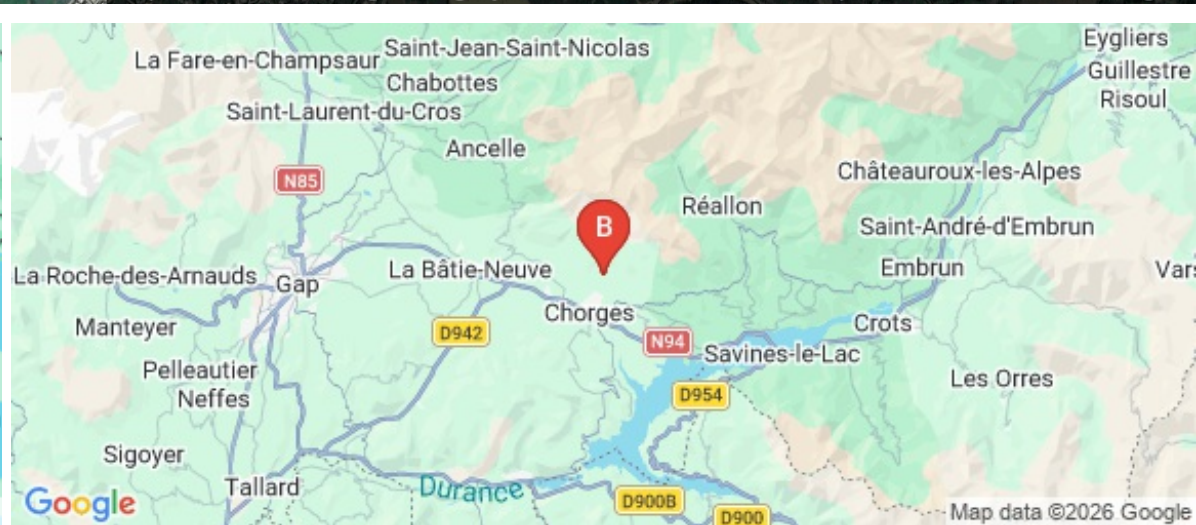 Eygliers
Saint-Jean-Saint-Nicolas
La Fare-en-Champsaur
Guillestre
Chabottes
Risoul
Saint-Laurent-du-Cros
Ancelle
Châteauroux-les-Alpes
N85
Réallon
B
Saint-André-d'Embrun
La Roche-des-Arnauds
Gap
La Bâtie-Neuve
Embrun
Vars
Chorges
Manteyer
D942
N94
Crots
Savines-le-Lac
Pelleautier
Neffes
D954
Les Orres
Sigoyer
Tallard
Durance
D900B
D900
Google
Map data ©2026 Google